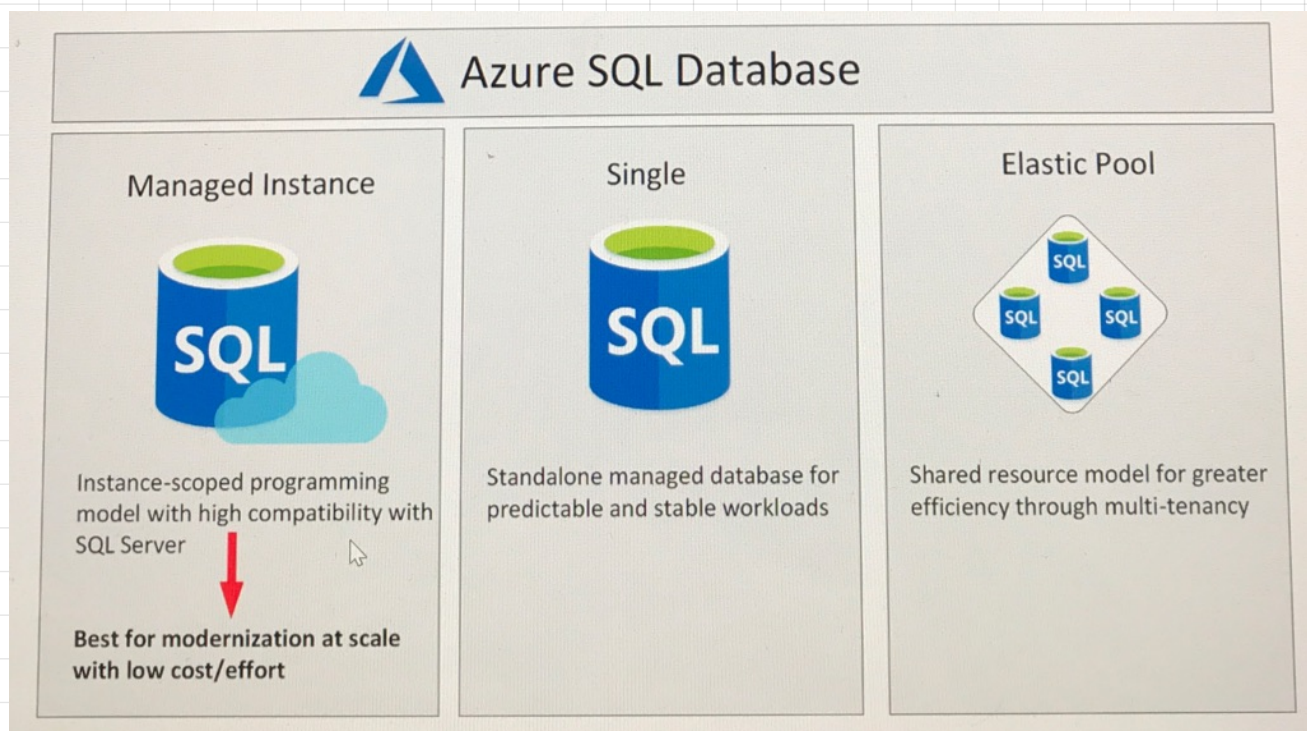 Azure SQL Database
Managed Instance
SQL
Instance-scoped programming
model with high compatibility with
SQL Server
Best for modernization at scale
with low cost/effort
Single
SQL
Standalone managed database for
predictable and stable workloads
Elastic Pool
SQL
SQL
SQL
SQL
Shared resource model for greater
efficiency through multi-tenancy